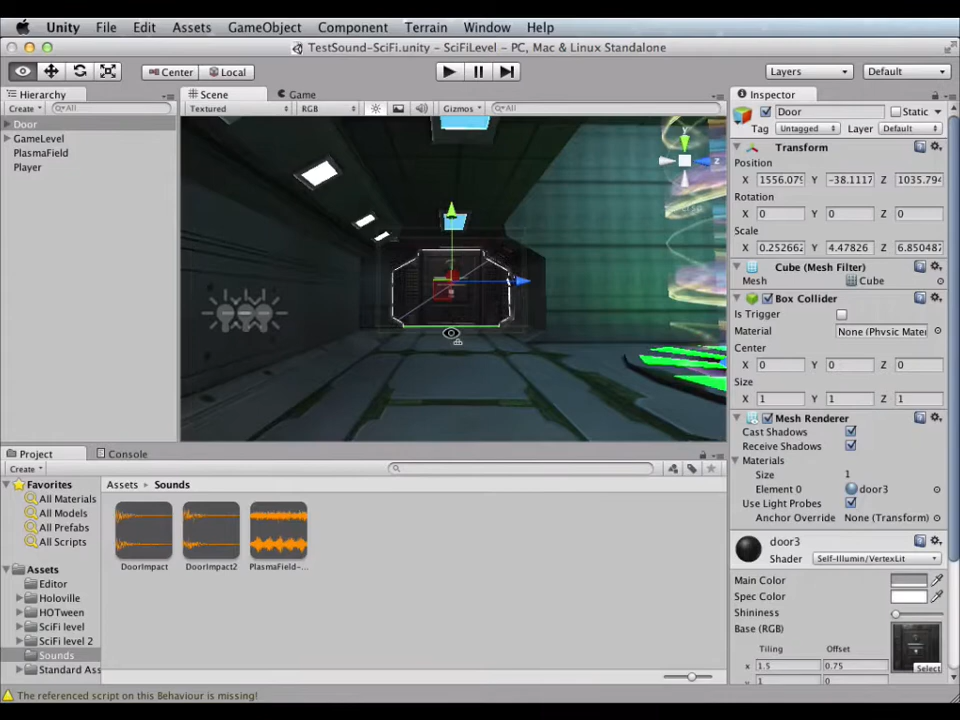 Unity File Edit Assets GameObject Component Terrain Window Help
TestSound-SciFi.unity - SciFiLevel - PC, Mac & Linux Standalone
Center Local Layers Default
Hierarchy Scene Game Inspector
Create All Textured RGB Gizmos All Door Static
Door
Tag Untagged Layer Default
GameLevel
Transform
PlasmaField
Position
Player
X 1556.079 Y -38.1117 Z 1035.794
Rotation
X 0 Y 0 Z 0
Scale
X 0.252662 Y 4.47826 Z 6.850487
Cube (Mesh Filter)
Mesh Cube
Box Collider
Is Trigger
Material None (Physic Mater
Center
X 0 Y 0 Z 0
Size
X 1 Y 1 Z 1
Mesh Renderer
Cast Shadows
Receive Shadows
Materials
Size 1
Element 0 door3
Use Light Probes
Anchor Override None (Transform)
door3
Shader Self-Illumin/VertexLit
Main Color
Spec Color
Shininess
Base (RGB)
Tiling Offset
x 1.5 0.75
y 1 0
Select
Project Console
Create
Favorites
All Materials
All Models
All Prefabs
All Scripts
Assets
Editor
Holoville
HOTween
SciFi level
SciFi level 2
Sounds
Standard Ass
Assets Sounds
DoorImpact DoorImpact2 PlasmaField-...
The referenced script on this Behaviour is missing!